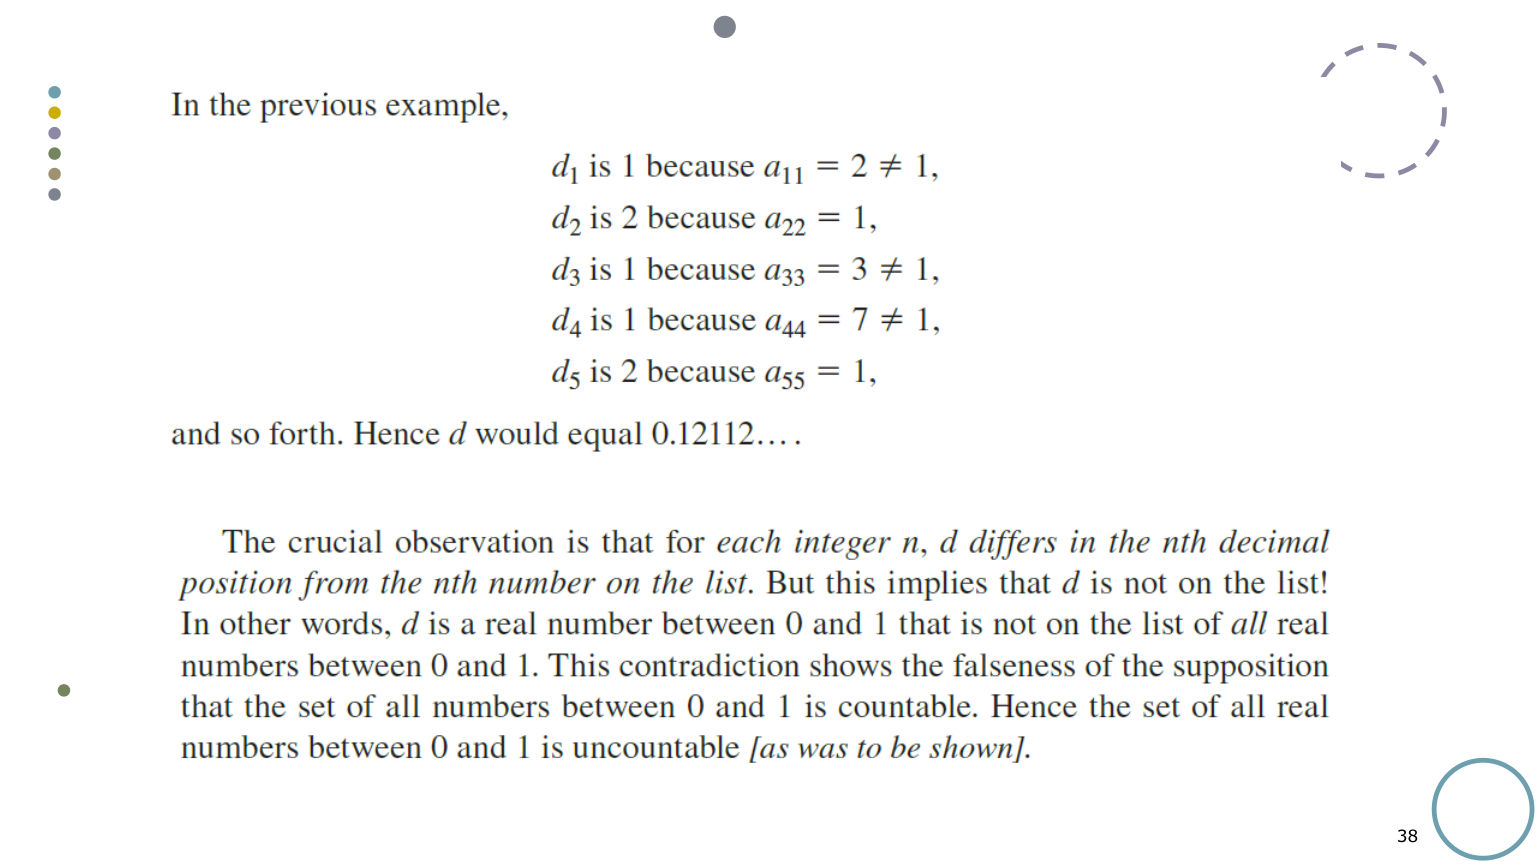 In the previous example,
d₁ is 1 because a₁₁ = 2 ≠ 1,
d₂ is 2 because a₂₂ = 1,
d₃ is 1 because a₃₃ = 3 ≠ 1,
d₄ is 1 because a₄₄ = 7 ≠ 1,
d₅ is 2 because a₅₅ = 1,
and so forth. Hence d would equal 0.12112….
The crucial observation is that for each integer n, d differs in the nth decimal
position from the nth number on the list. But this implies that d is not on the list!
In other words, d is a real number between 0 and 1 that is not on the list of all real
numbers between 0 and 1. This contradiction shows the falseness of the supposition
that the set of all numbers between 0 and 1 is countable. Hence the set of all real
numbers between 0 and 1 is uncountable [as was to be shown].
38